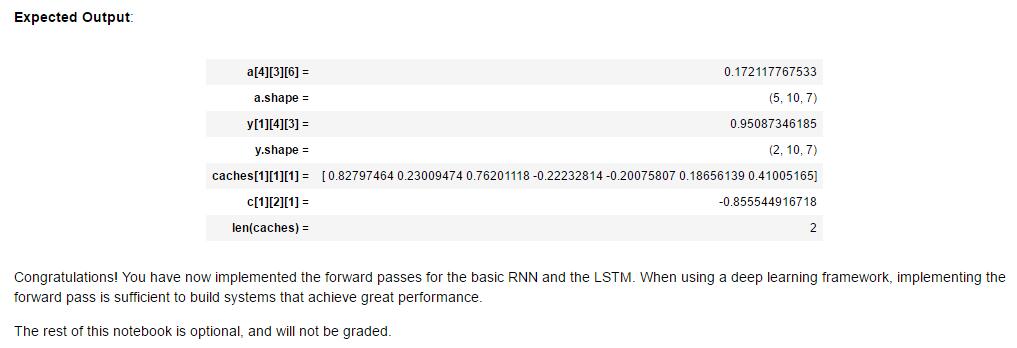 Expected Output:
a[4][3][6] = 0.172117767533
a.shape = (5, 10, 7)
y[1][4][3] = 0.95087346185
y.shape = (2, 10, 7)
caches[1][1][1] = [ 0.82797464 0.23009474 0.76201118 -0.22232814 -0.20075807 0.18656139 0.41005165]
c[1][2][1] = -0.855544916718
len(caches) = 2
Congratulations! You have now implemented the forward passes for the basic RNN and the LSTM. When using a deep learning framework, implementing the
forward pass is sufficient to build systems that achieve great performance.
The rest of this notebook is optional, and will not be graded.